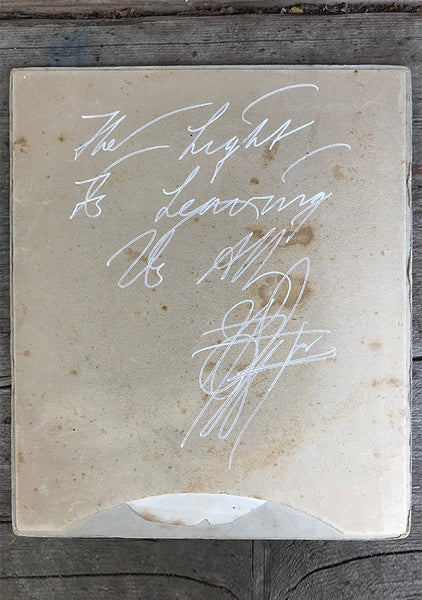 The Light
Is Leaving
Us All